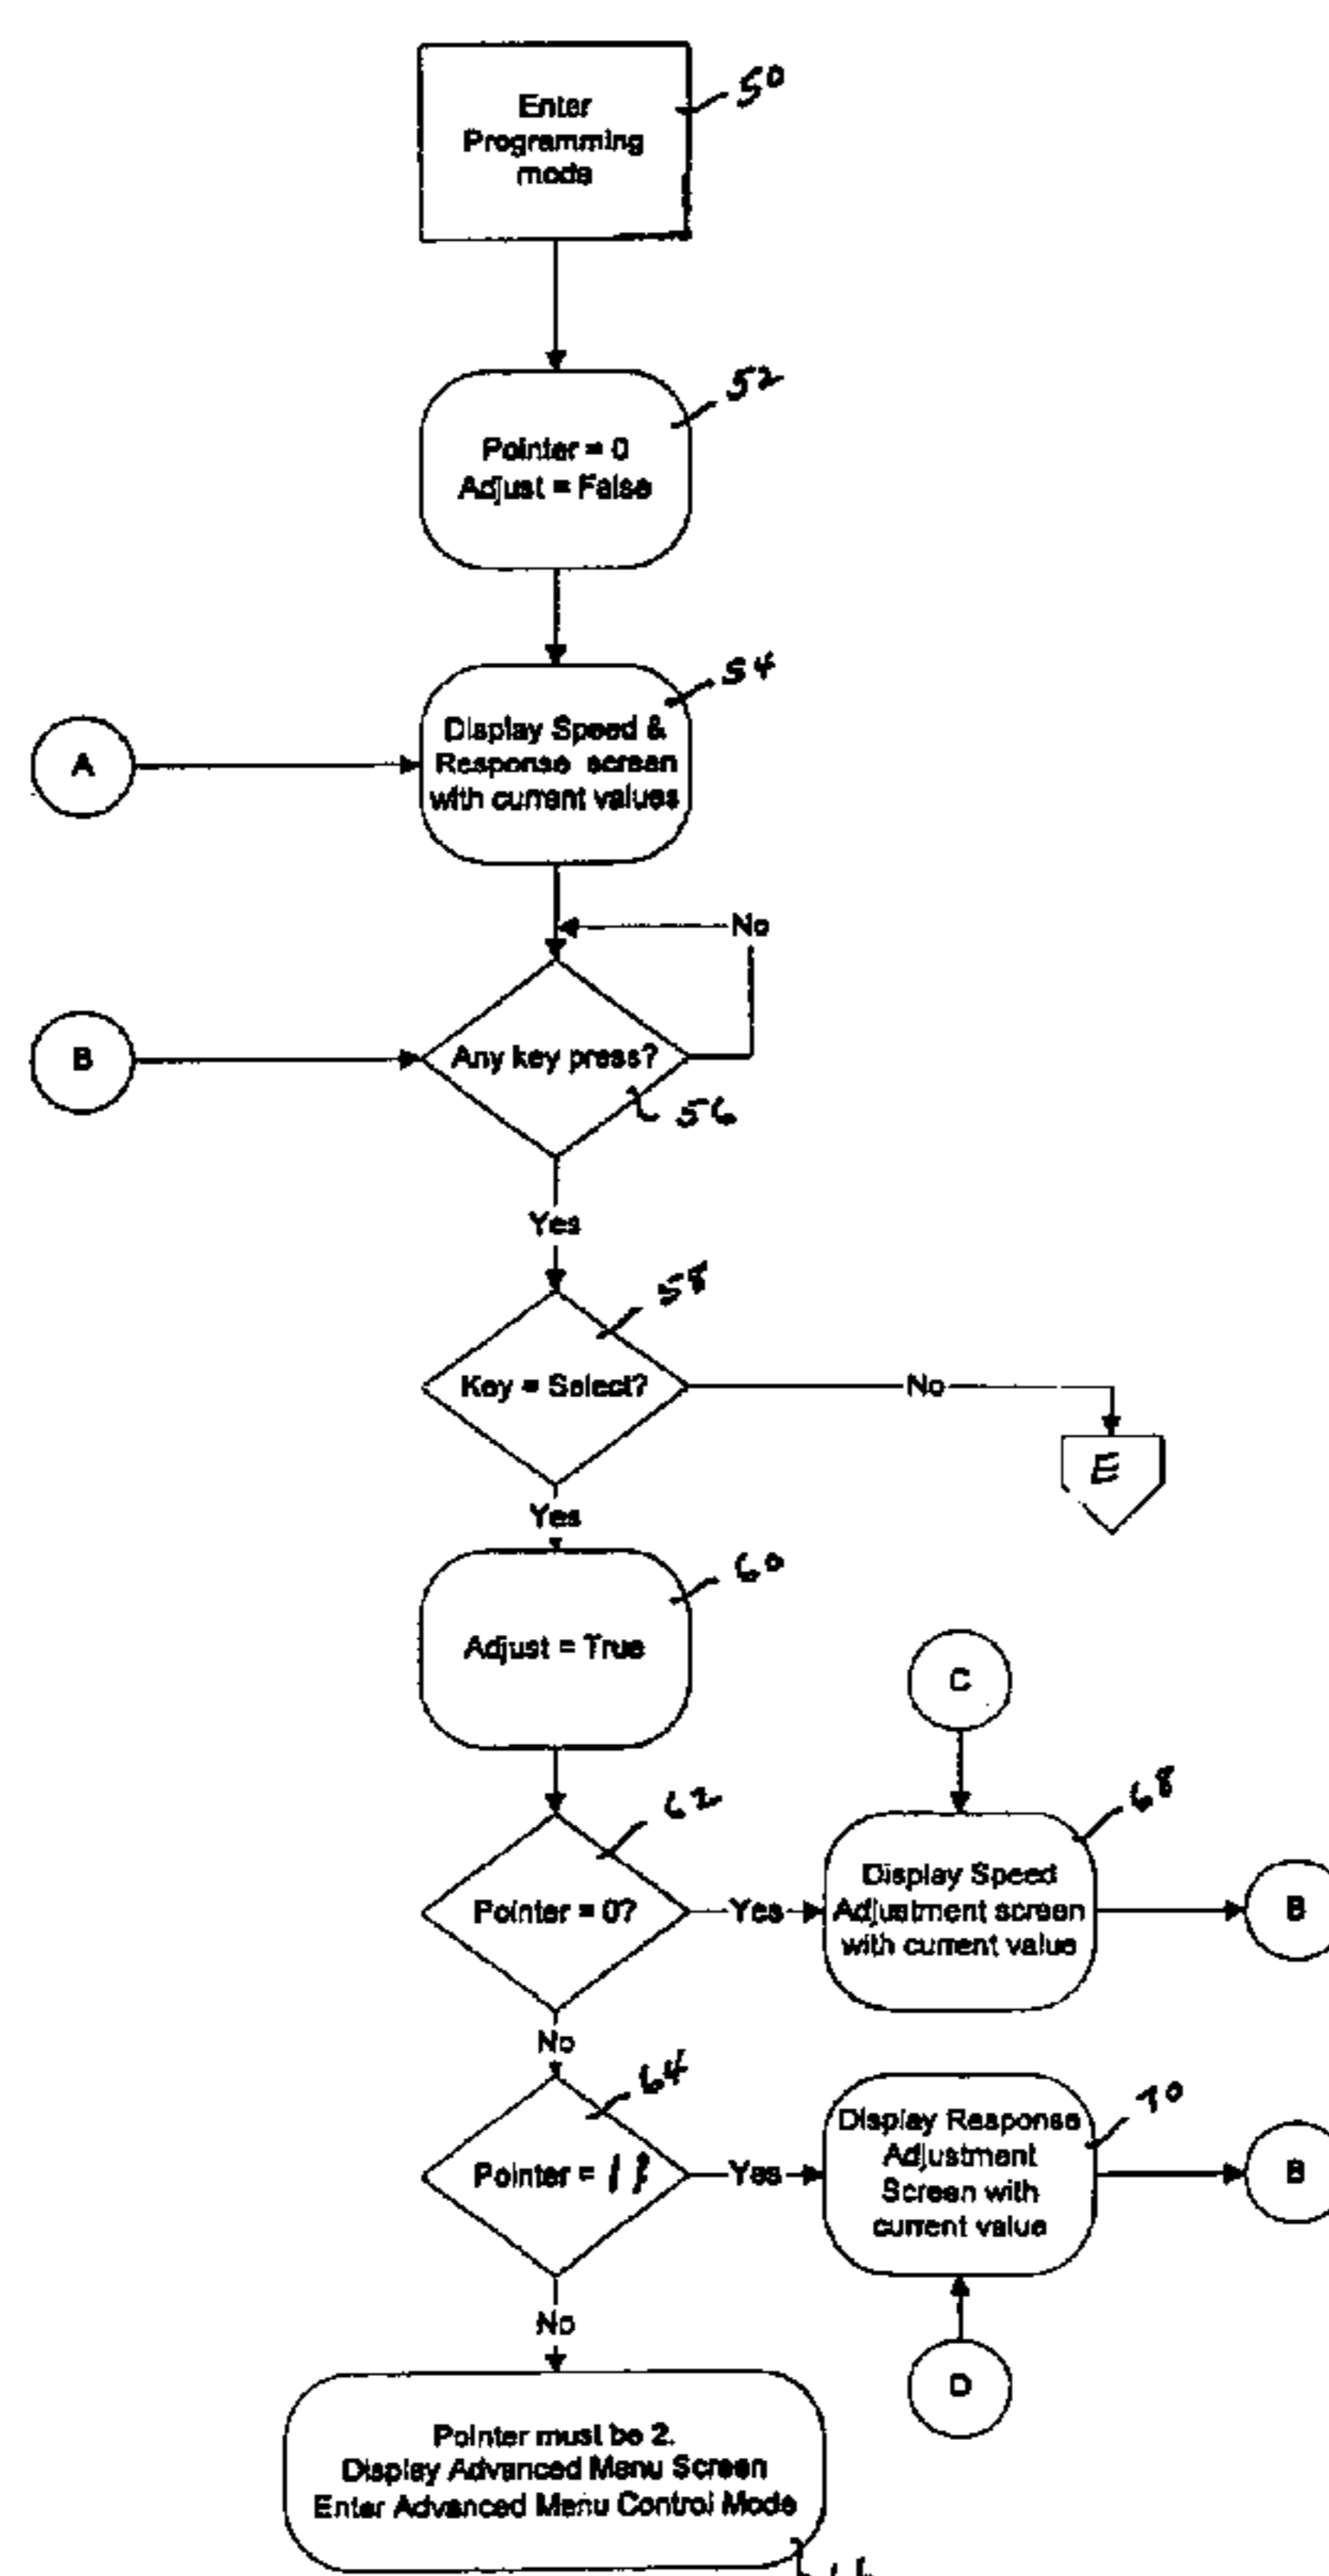 Enter
Programming
mode
50
Pointer = 0
Adjust = False
52
54
Display Speed &
Response screen
with current values
A
No
B
Any key press?
56
Yes
58
Key = Select?
No
E
Yes
60
Adjust = True
C
62
68
Pointer = 0?
Yes
Display Speed
Adjustment screen
with current value
B
No
64
70
Pointer = 1?
Yes
Display Response
Adjustment
Screen with
current value
B
No
D
Pointer must be 2.
Display Advanced Menu Screen
Enter Advanced Menu Control Mode